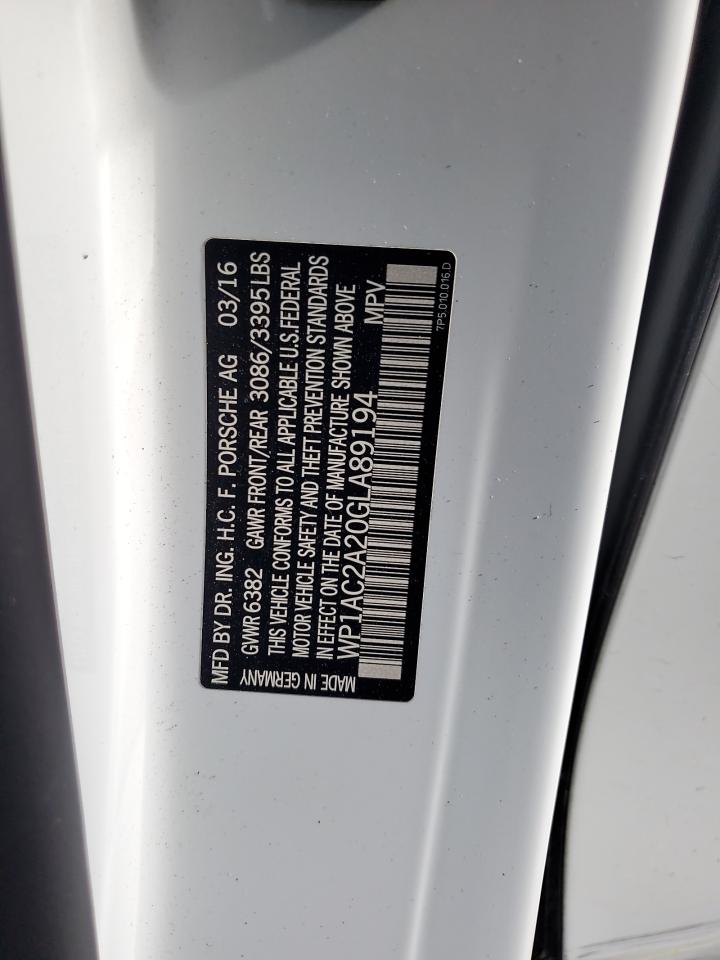 MFD BY DR. ING. H.C. F. PORSCHE AG 03/16
GVWR 6382 GAWR FRONT/REAR 3086/3395 LBS
THIS VEHICLE CONFORMS TO ALL APPLICABLE U.S. FEDERAL
MOTOR VEHICLE SAFETY AND THEFT PREVENTION STANDARDS
IN EFFECT ON THE DATE OF MANUFACTURE SHOWN ABOVE
MADE IN GERMANY WP1AC2A20GLA89194 MPV
7P5.010.016.D